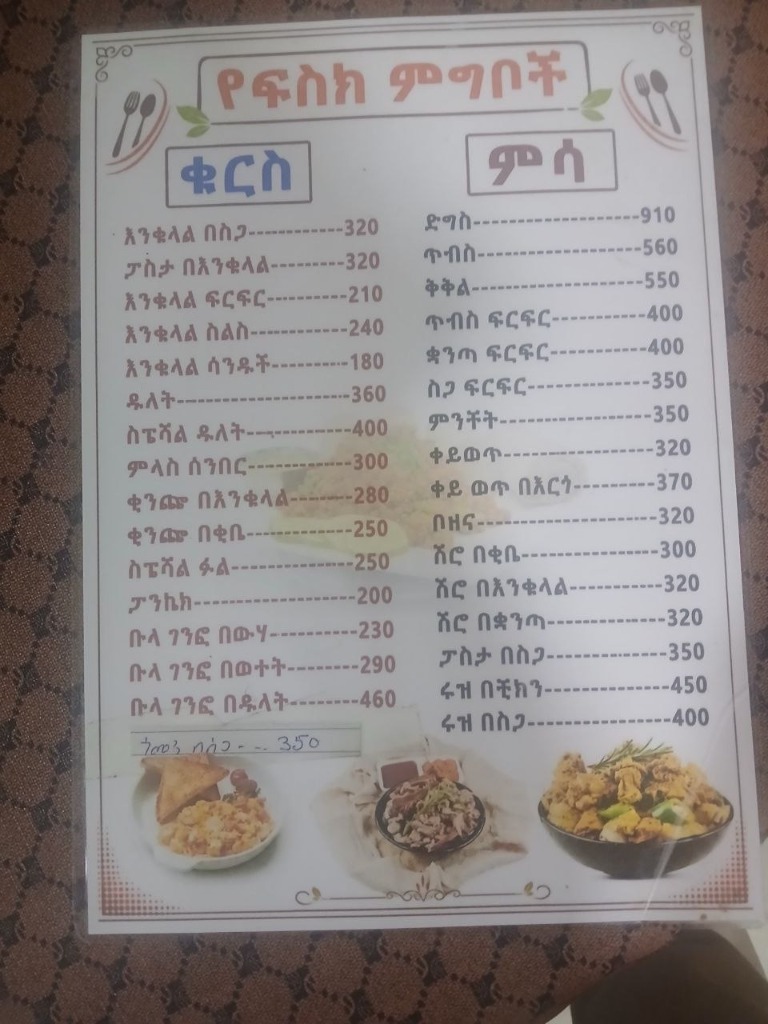 የፍስክ ምግቦች
ቁርስ
እንቁላል በስጋ------------320
ፓስታ በእንቁላል----------320
እንቁላል ፍርፍር----------210
እንቁላል ስልስ------------240
እንቁላል ሳንዱች----------180
ዱለት----------------------360
ስፔሻል ዱለት-------------400
ምላስ ሰንበር-------------300
ቂንጬ በእንቁላል--------280
ቂንጬ በቂቤ-------------250
ስፔሻል ፉል--------------250
ፓንኬክ--------------------200
ቡላ ገንፎ በውሃ----------230
ቡላ ገንፎ በወተት--------290
ቡላ ገንፎ በዱለት--------460
ጎመን በስጋ - -- 350
ምሳ
ድግስ-------------------910
ጥብስ-------------------560
ቅቅል-------------------550
ጥብስ ፍርፍር----------400
ቋንጣ ፍርፍር----------400
ስጋ ፍርፍር-------------350
ምንቸት-----------------350
ቀይወጥ-----------------320
ቀይ ወጥ በእርጎ---------370
ቦዘና--------------------320
ሽሮ በቂቤ---------------300
ሽሮ በእንቁላል----------320
ሽሮ በቋንጣ-------------320
ፓስታ በስጋ-------------350
ሩዝ በቺክን--------------450
ሩዝ በስጋ----------------400